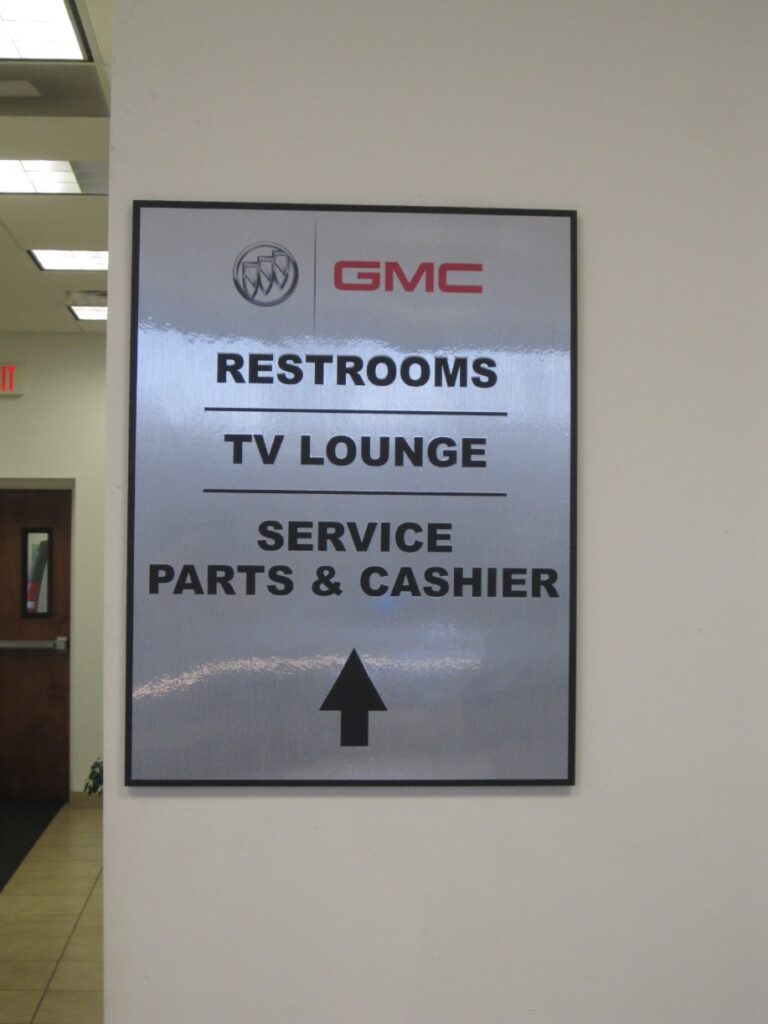 GMC
RESTROOMS
TV LOUNGE
SERVICE
PARTS & CASHIER